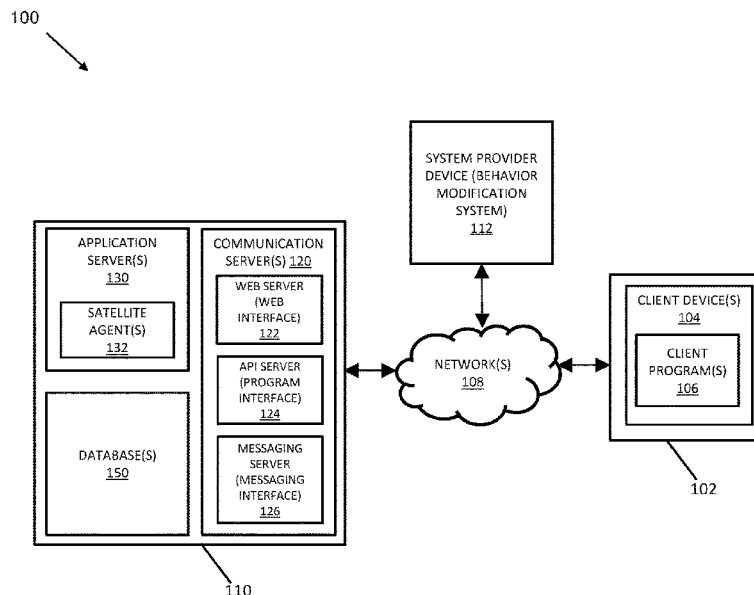 100
SYSTEM PROVIDER
DEVICE (BEHAVIOR
MODIFICATION
SYSTEM)
112
APPLICATION
SERVER(S)
130
SATELLITE
AGENT(S)
132
DATABASE(S)
150
COMMUNICATION
SERVER(S) 120
WEB SERVER
(WEB
INTERFACE)
122
API SERVER
(PROGRAM
INTERFACE)
124
MESSAGING
SERVER
(MESSAGING
INTERFACE)
126
110
NETWORK(S)
108
CLIENT DEVICE(S)
104
CLIENT
PROGRAM(S)
106
102